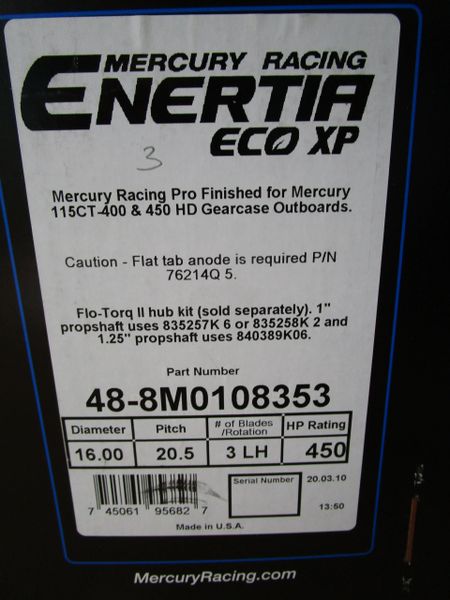 MERCURY RACING
ENERTIA
ECO XP
3
Mercury Racing Pro Finished for Mercury
115CT-400 & 450 HD Gearcase Outboards.
Caution - Flat tab anode is required P/N
76214Q 5.
Flo-Torq II hub kit (sold separately). 1"
propshaft uses 835257K 6 or 835258K 2 and
1.25" propshaft uses 840389K06.
Part Number
48-8M0108353
Diameter Pitch # of Blades /Rotation HP Rating
16.00 20.5 3 LH 450
Serial Number
20.03.10
13:50
7 45061 95682 7
Made in U.S.A.
MercuryRacing.com